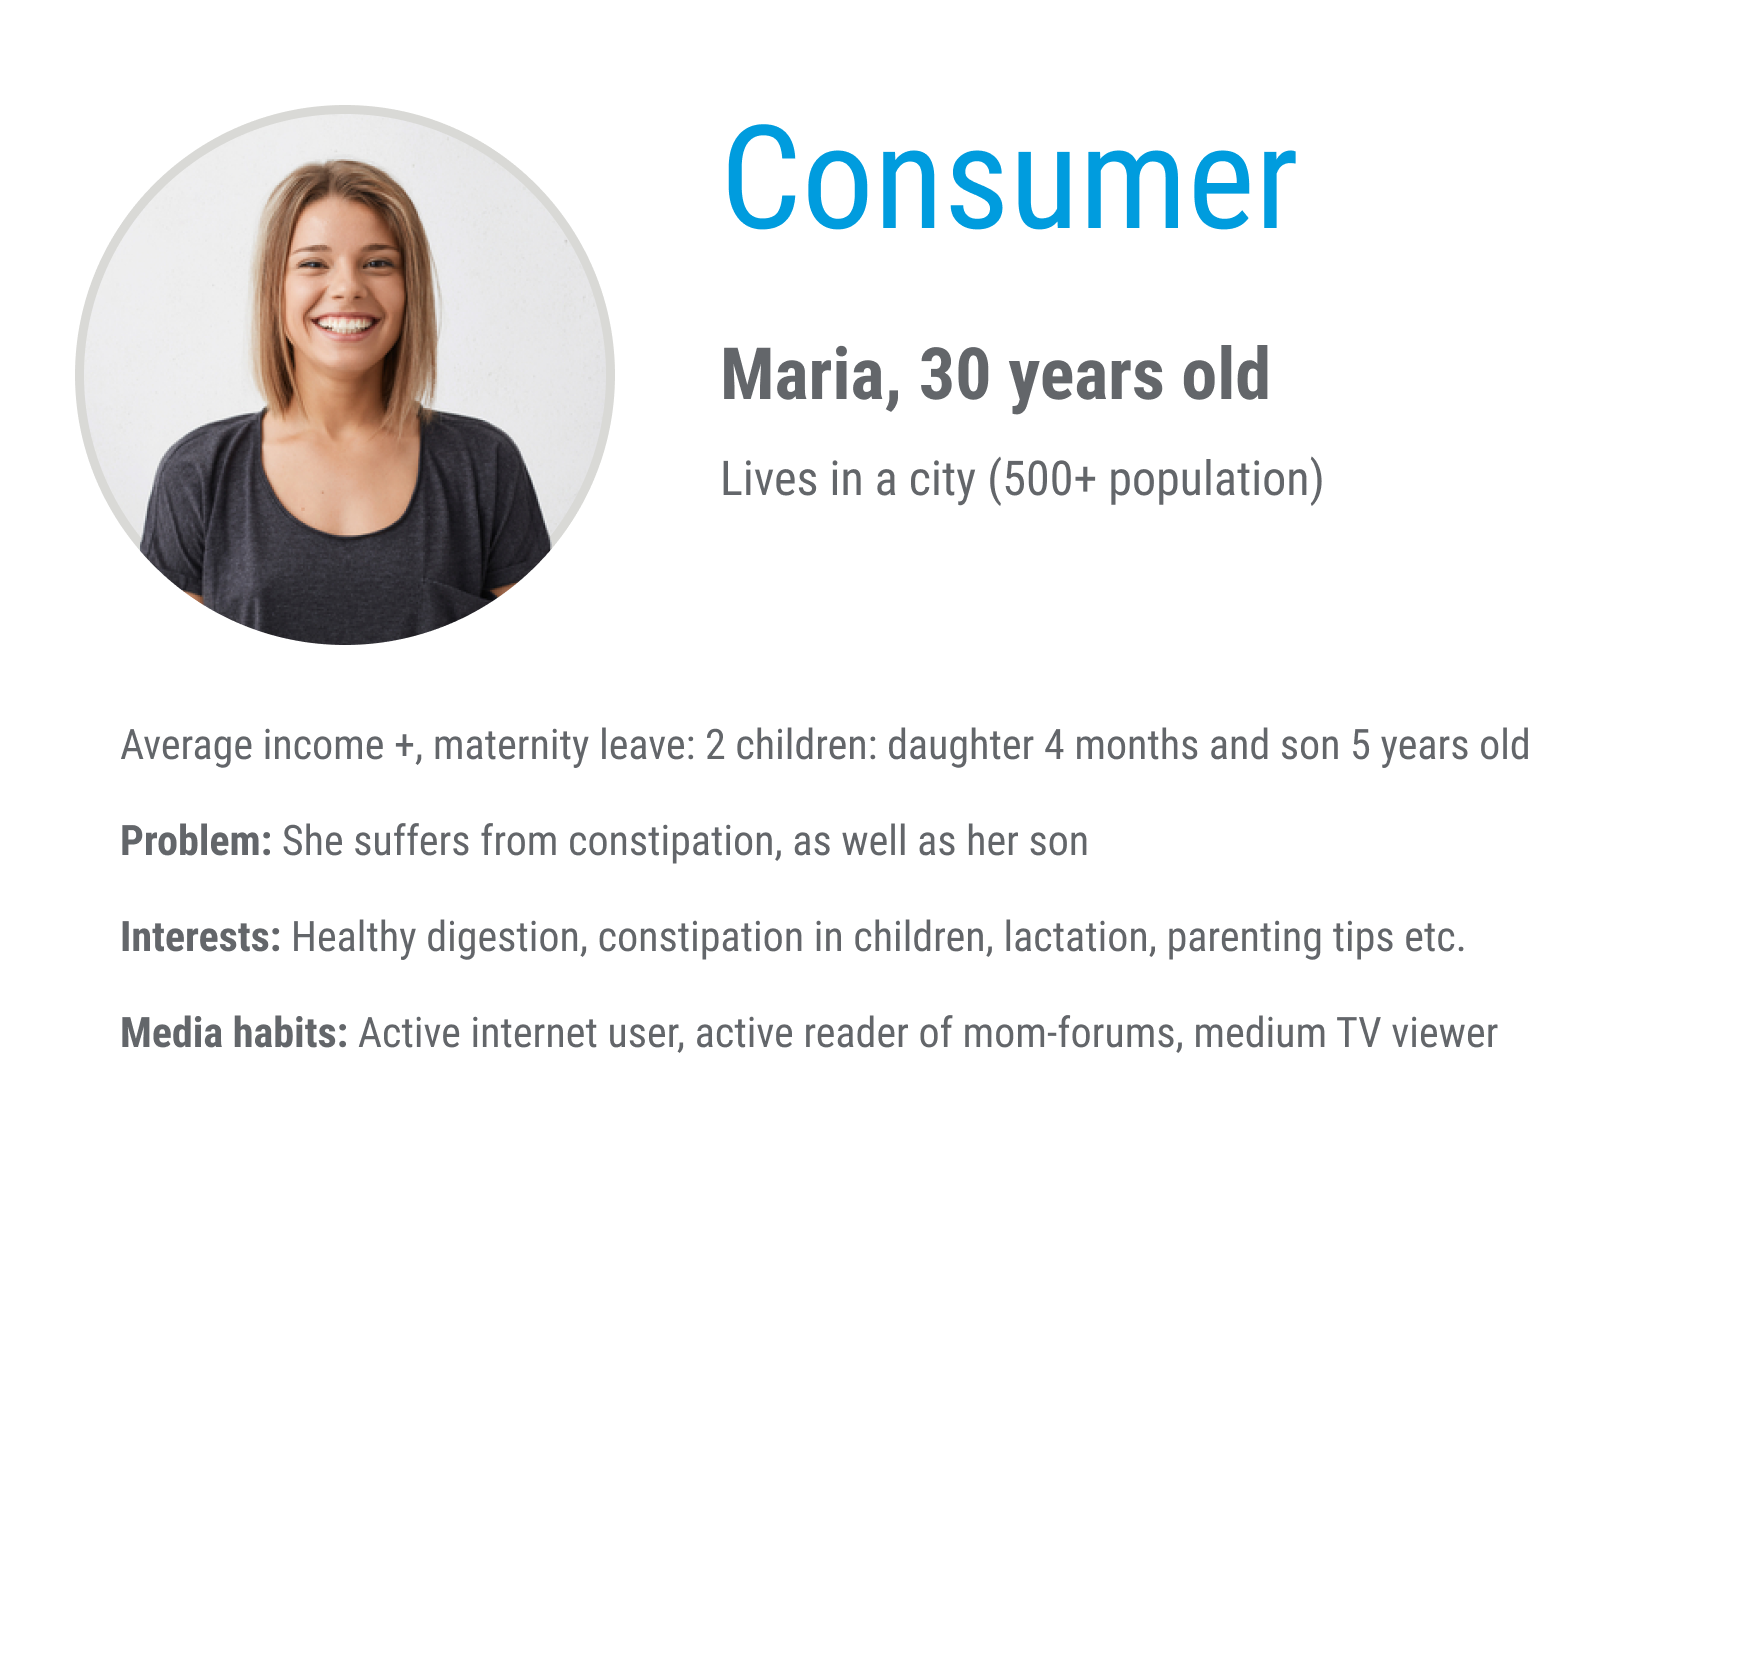 Consumer
Maria, 30 years old
Lives in a city (500+ population)
Average income +, maternity leave: 2 children: daughter 4 months and son 5 years old
Problem: She suffers from constipation, as well as her son
Interests: Healthy digestion, constipation in children, lactation, parenting tips etc.
Media habits: Active internet user, active reader of mom-forums, medium TV viewer